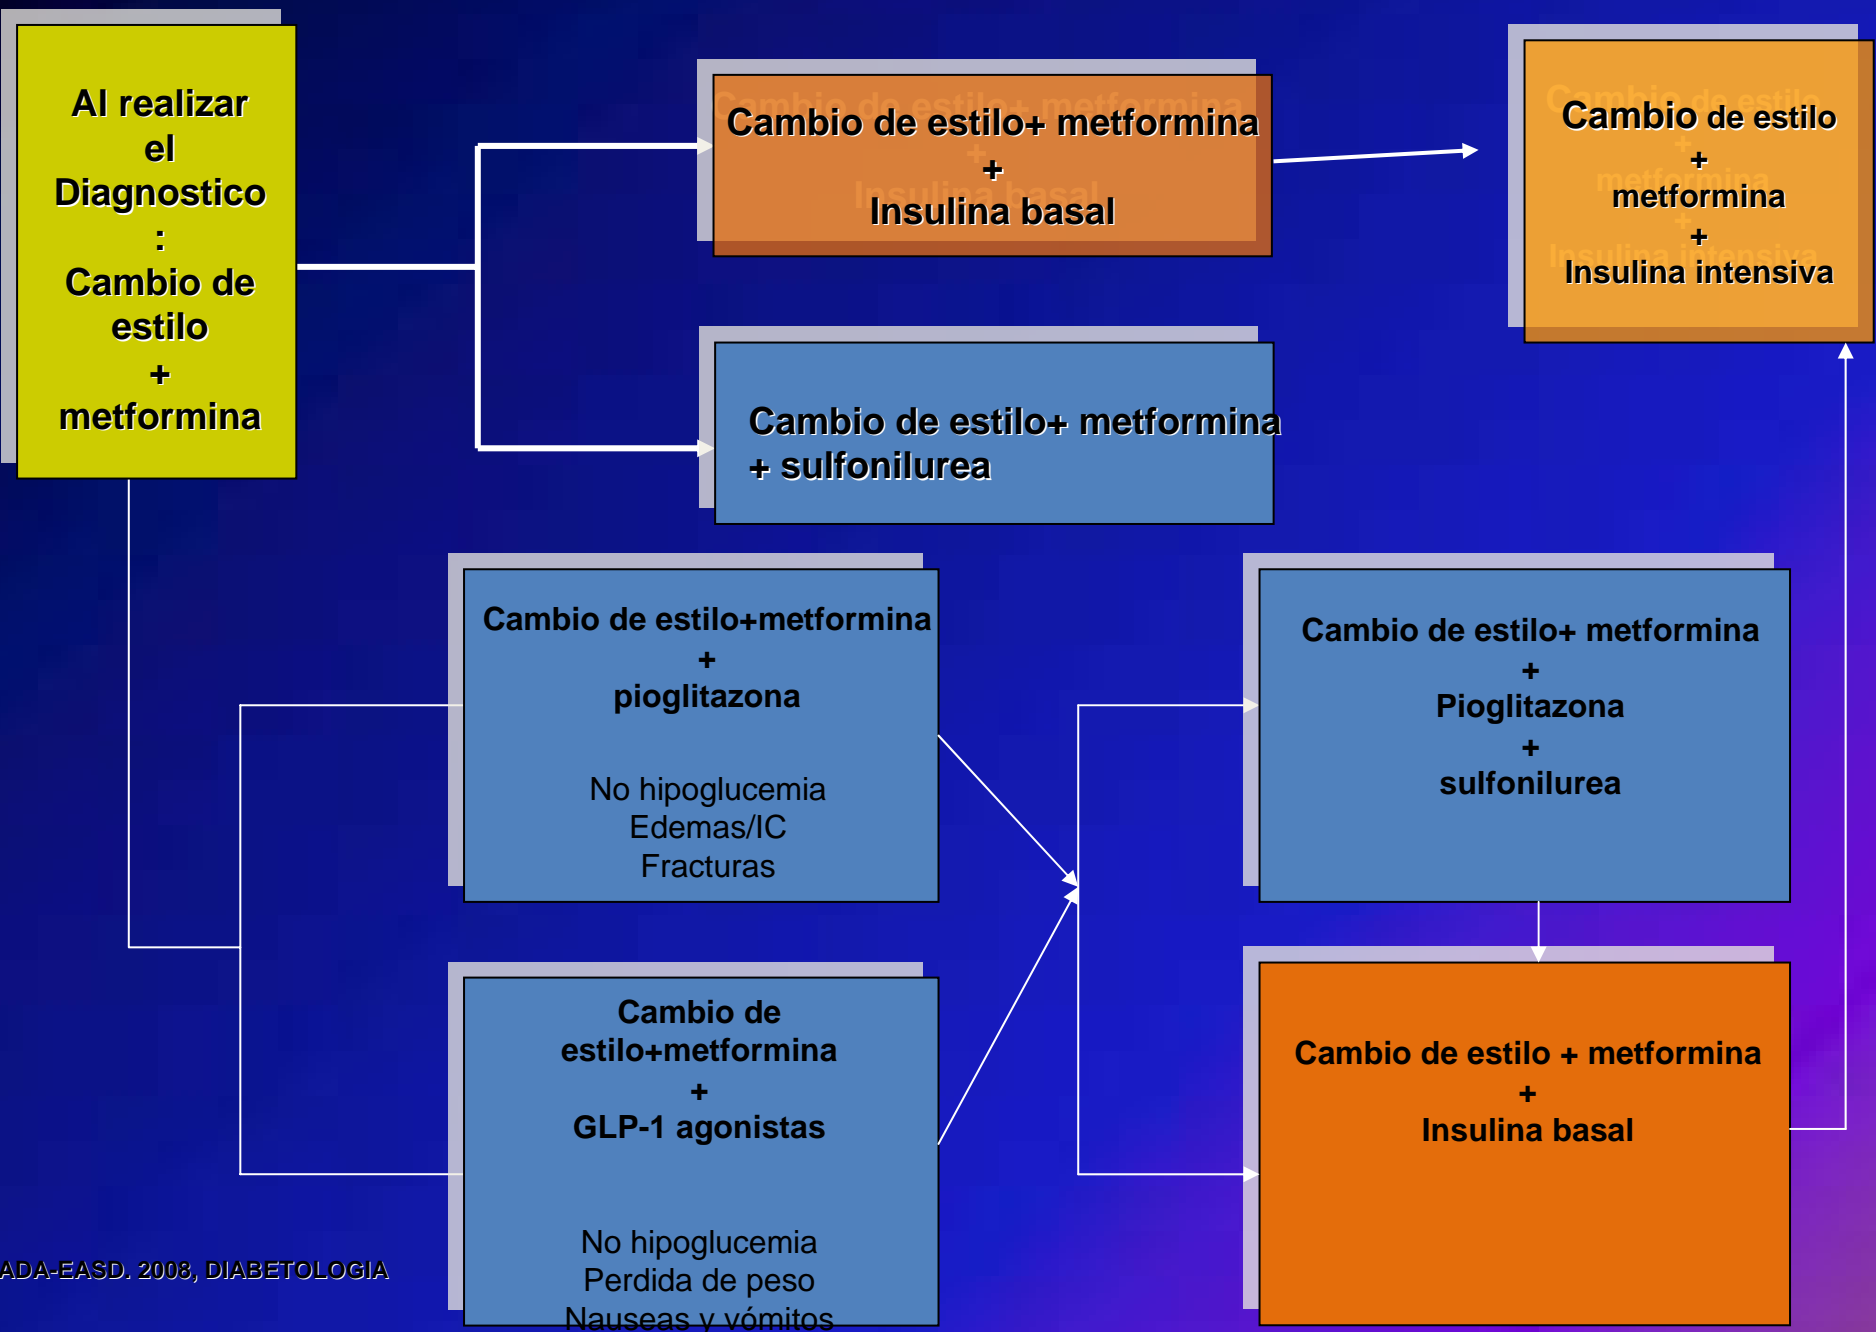 Al realizar
el
Diagnostico
:
Cambio de
estilo
+
metformina
Cambio de estilo+ metformina
+
Insulina basal
Cambio de estilo
+
metformina
+
Insulina intensiva
Cambio de estilo+ metformina
+ sulfonilurea
Cambio de estilo+metformina
+
pioglitazona
No hipoglucemia
Edemas/IC
Fracturas
Cambio de estilo+ metformina
+
Pioglitazona
+
sulfonilurea
Cambio de
estilo+metformina
+
GLP-1 agonistas
No hipoglucemia
Perdida de peso
Nauseas y vómitos
Cambio de estilo + metformina
+
Insulina basal
ADA-EASD. 2008, DIABETOLOGIA